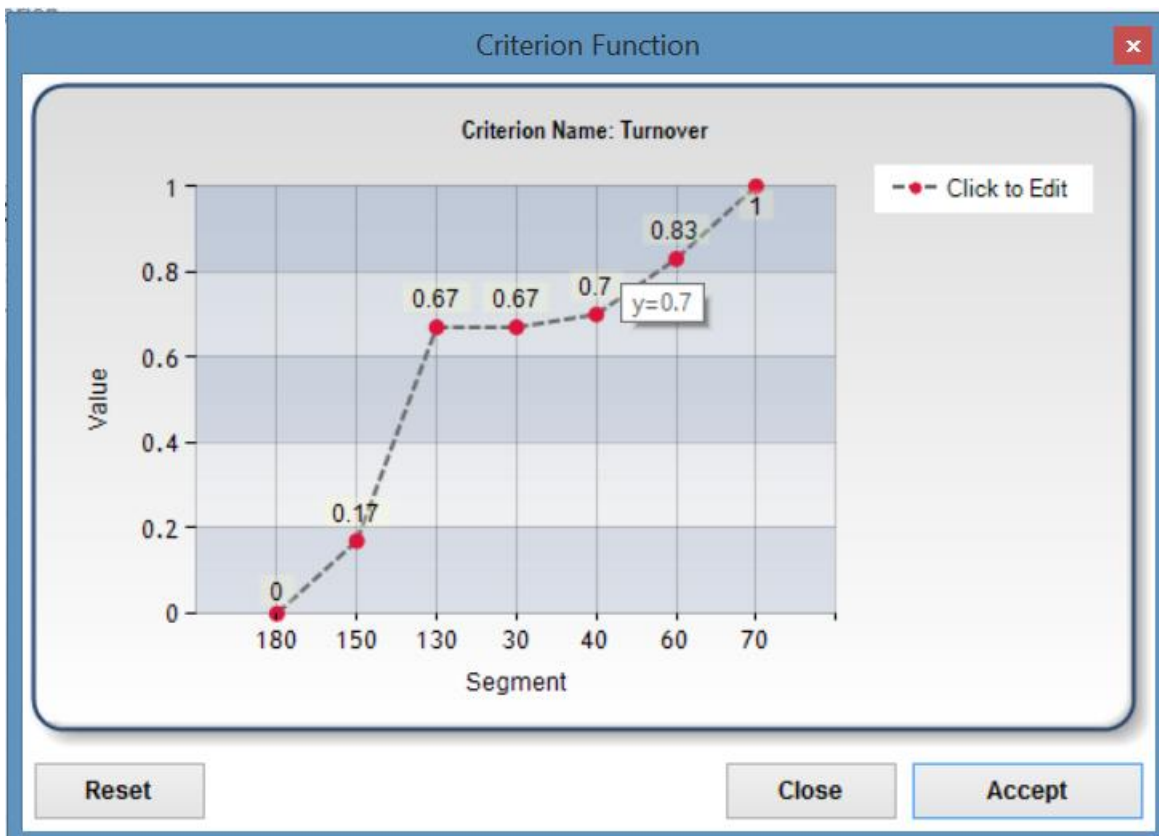 Criterion Function
x
Criterion Name: Turnover
Click to Edit
1
0.8
0.6
0.4
0.2
0
Value
0
0.17
0.67
0.67
0.7
0.83
1
y=0.7
180 150 130 30 40 60 70
Segment
Reset Close Accept